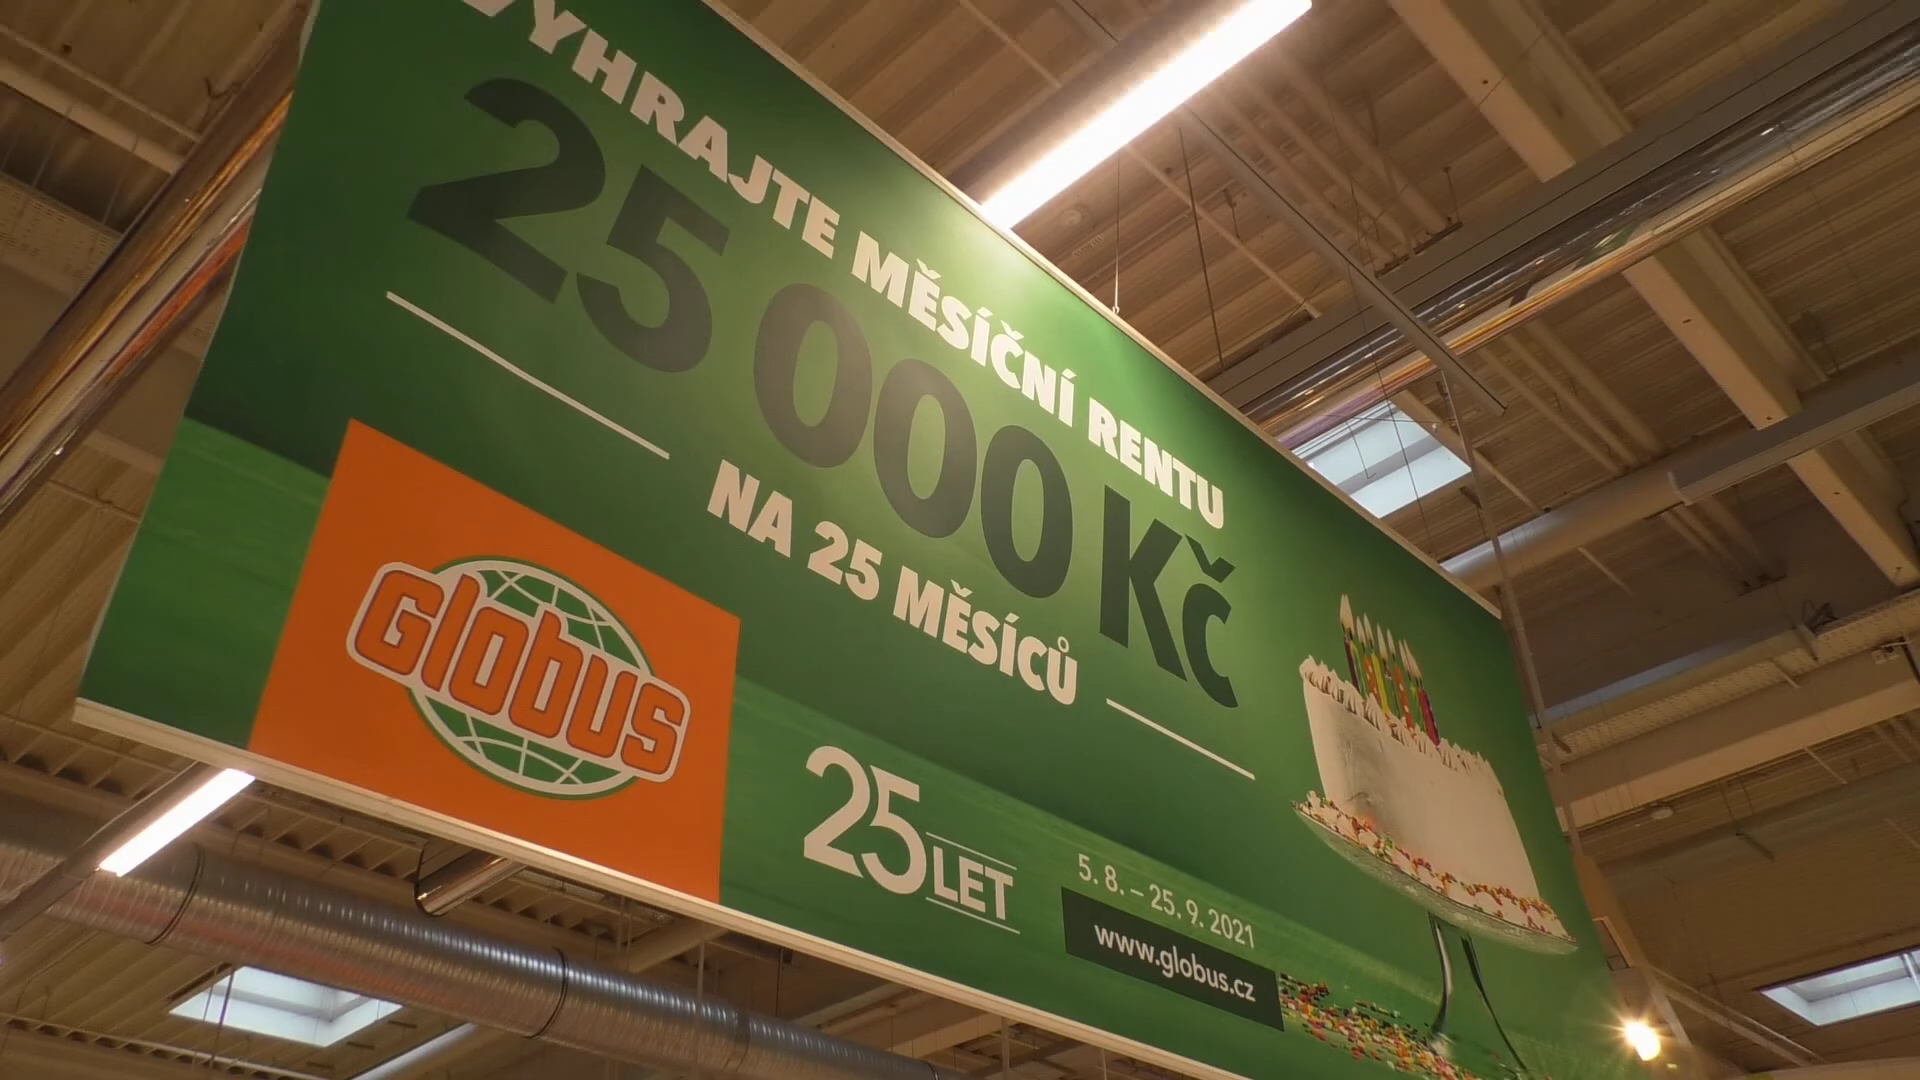 VYHRAJTE MĚSÍČNÍ RENTU
25 000 Kč
NA 25 MĚSÍCŮ
Globus
25 LET
5. 8. – 25. 9. 2021
www.globus.cz